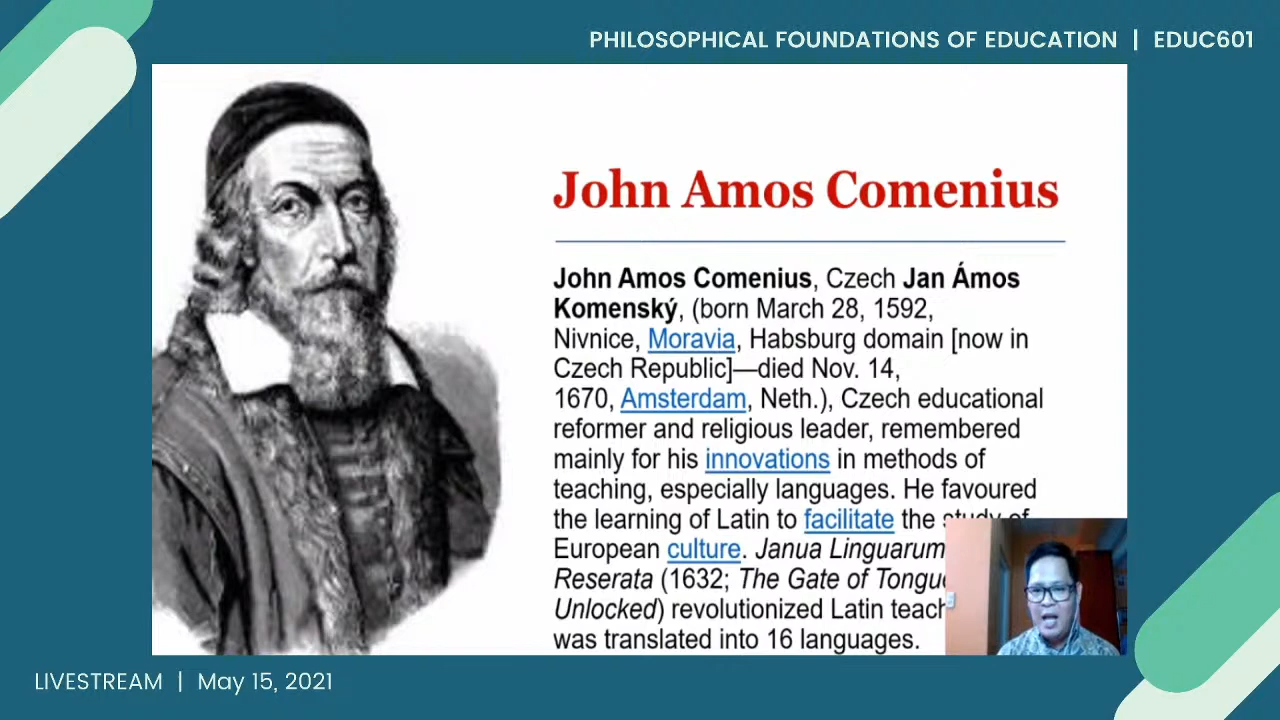 PHILOSOPHICAL FOUNDATIONS OF EDUCATION | EDUC601
John Amos Comenius
John Amos Comenius, Czech Jan Ámos
Komenský, (born March 28, 1592,
Nivnice, Moravia, Habsburg domain [now in
Czech Republic]—died Nov. 14,
1670, Amsterdam, Neth.), Czech educational
reformer and religious leader, remembered
mainly for his innovations in methods of
teaching, especially languages. He favoured
the learning of Latin to facilitate the study of
European culture. Janua Linguarum
Reserata (1632; The Gate of
Unlocked) revolutionized Latin
was translated into 16 languages.
LIVESTREAM | May 15, 2021